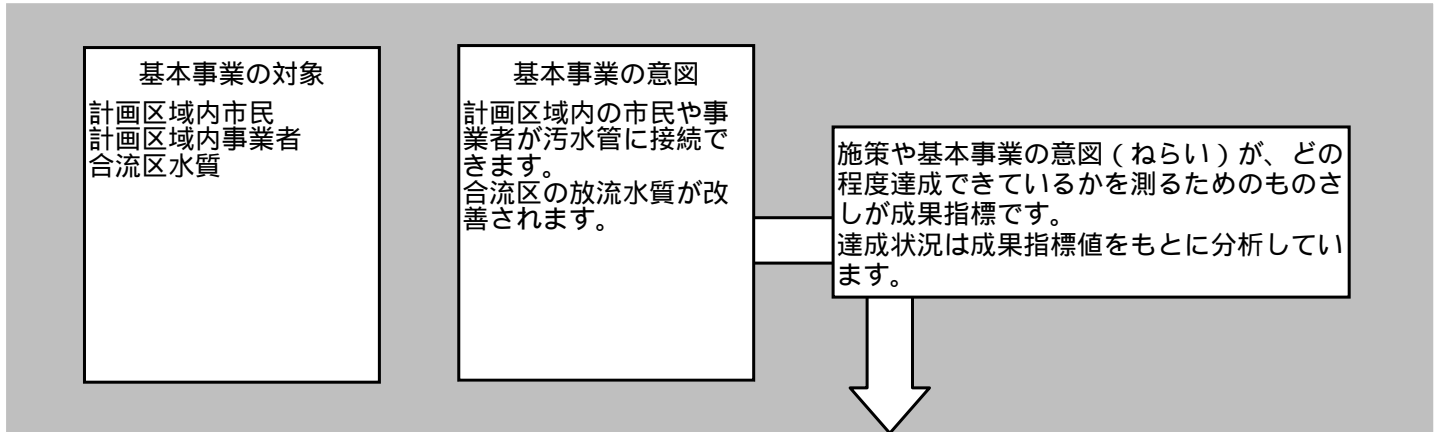 基本事業の対象
計画区域内市民
計画区域内事業者
合流区水質
基本事業の意図
計画区域内の市民や事
業者が汚水管に接続で
きます。
合流区の放流水質が改
善されます。
施策や基本事業の意図(ねらい)が、どの
程度達成できているかを測るためのものさ
しが成果指標です。
達成状況は成果指標値をもとに分析してい
ます。